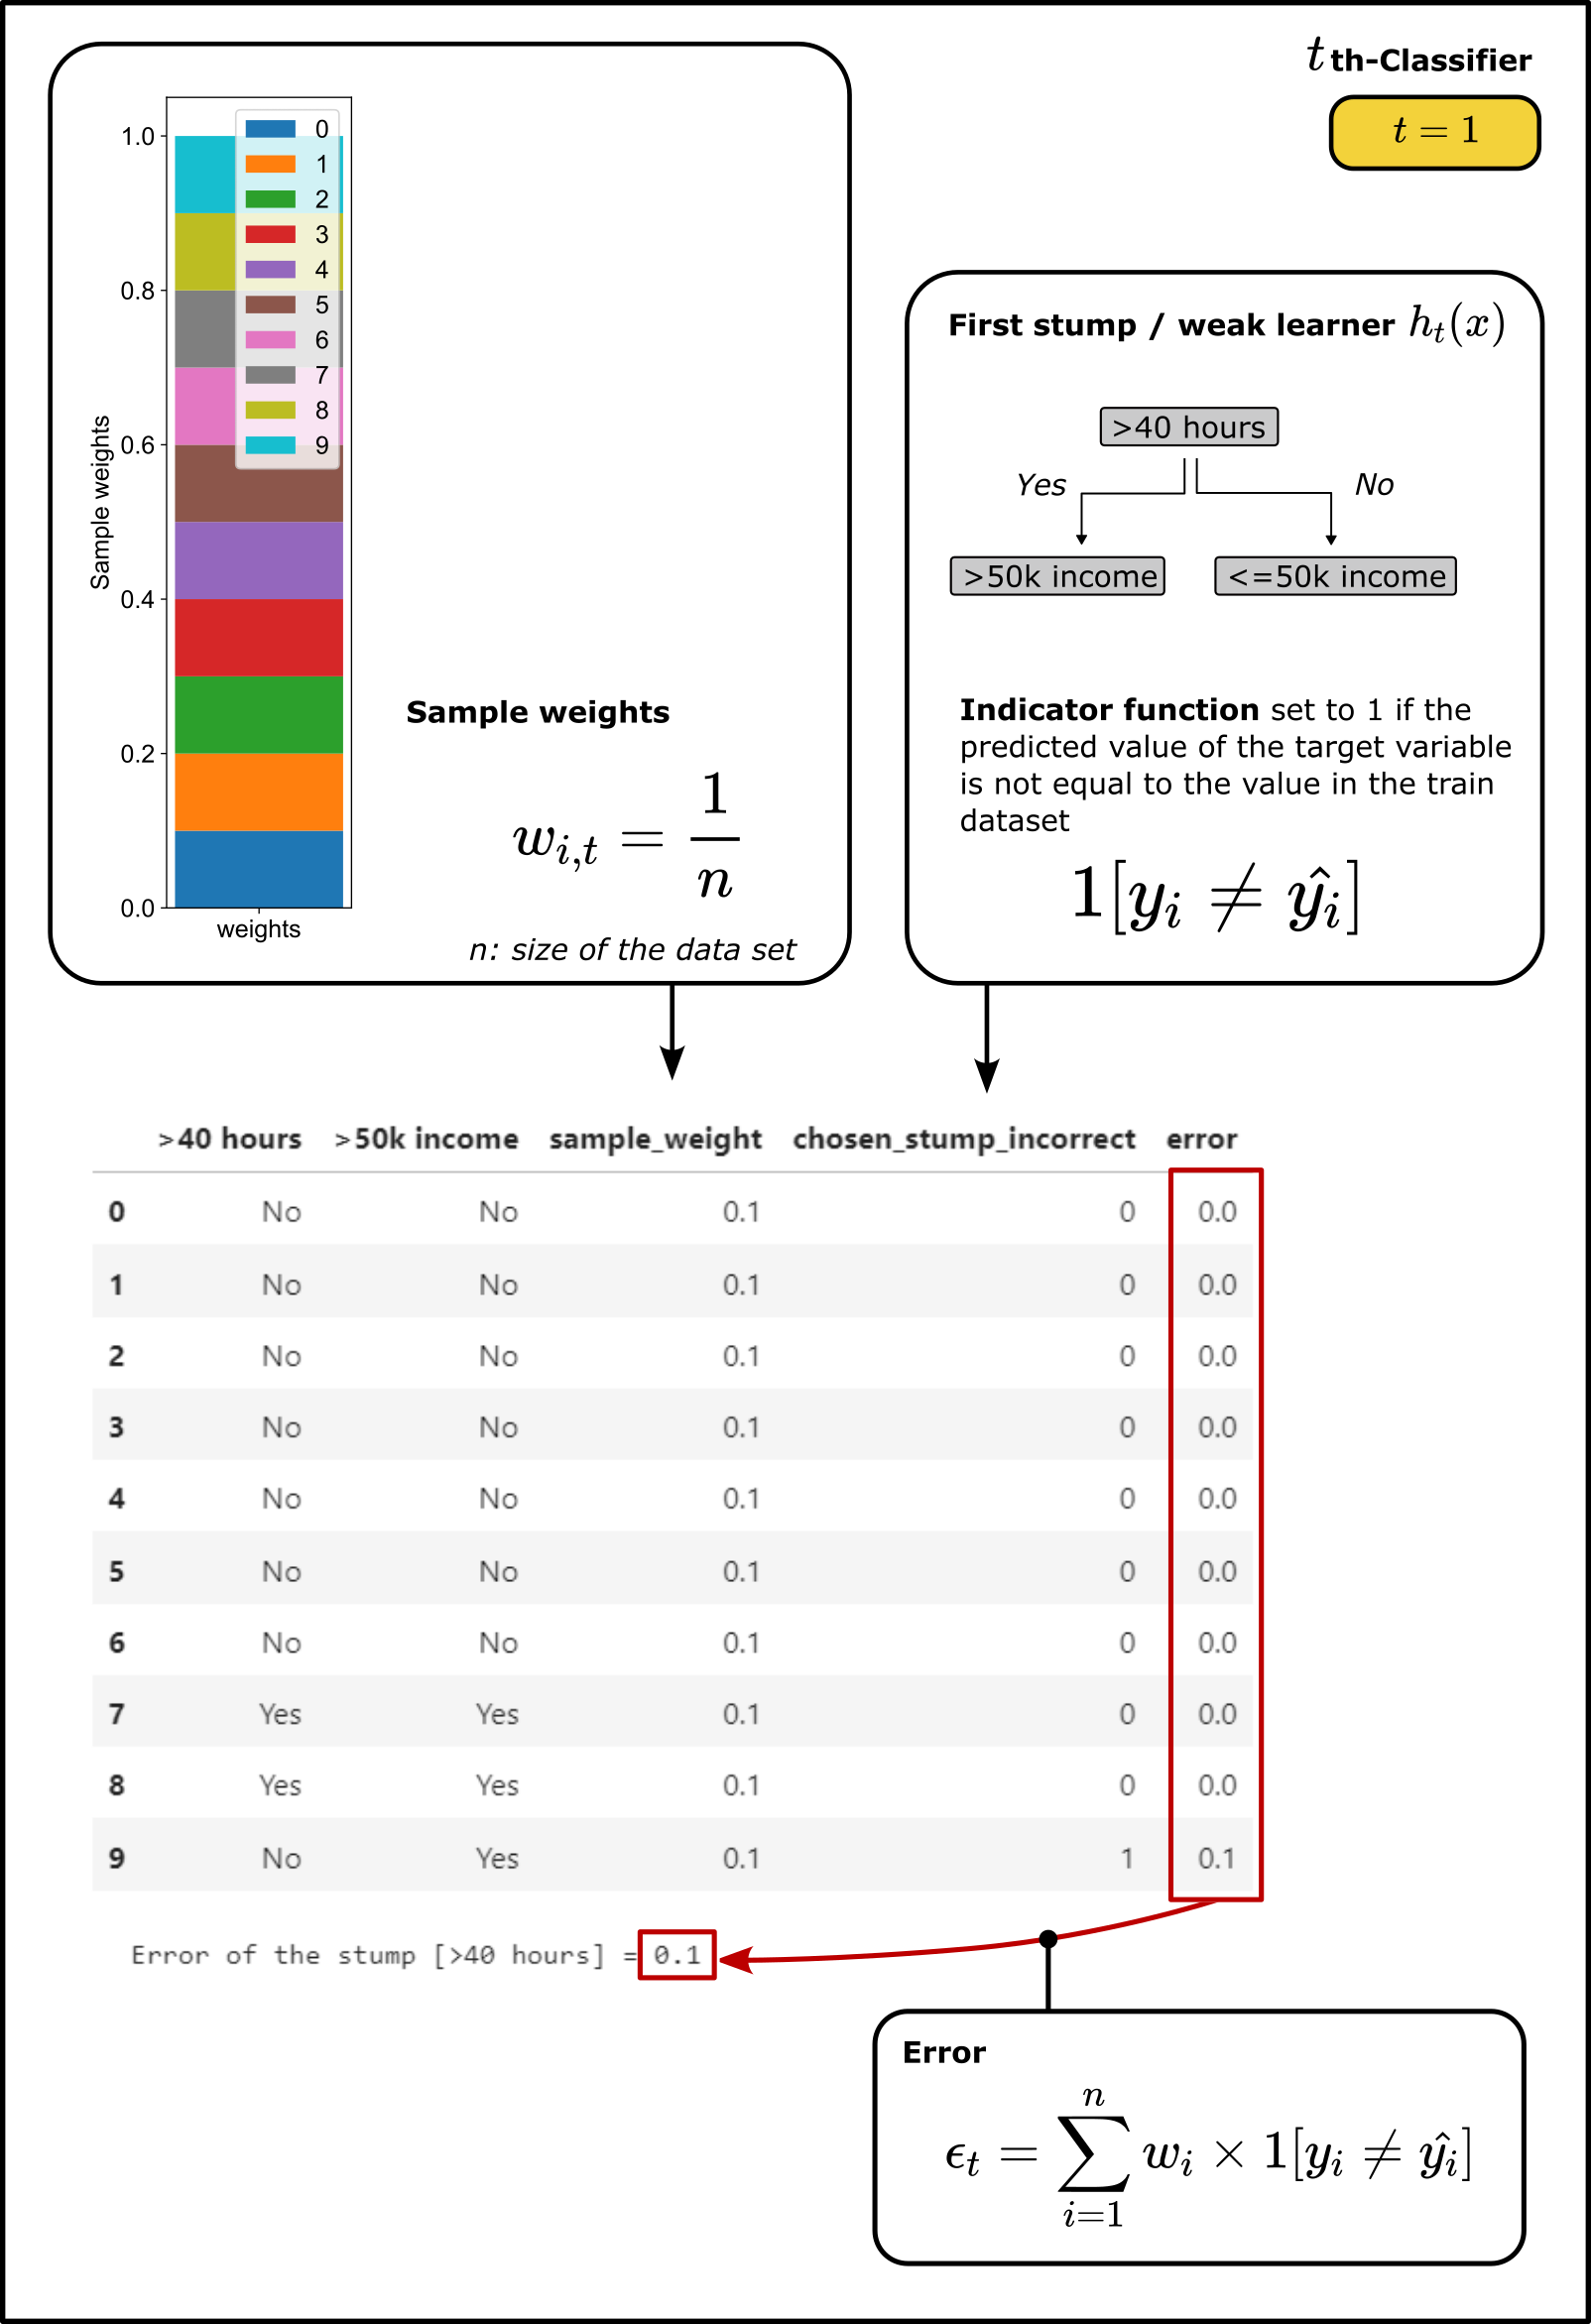 t th-Classifier
t = 1
1.0
0.8
0.6
0.4
0.2
0.0
Sample weights
weights
0
1
2
3
4
5
6
7
8
9
Sample weights
w_{i,t} = \frac{1}{n}
n: size of the data set
First stump / weak learner h_t(x)
>40 hours
Yes
No
>50k income
<=50k income
Indicator function set to 1 if the
predicted value of the target variable
is not equal to the value in the train
dataset
1[y_i ≠ \hat{y_i}]
>40 hours >50k income sample_weight chosen_stump_incorrect error
0 No No 0.1 0 0.0
1 No No 0.1 0 0.0
2 No No 0.1 0 0.0
3 No No 0.1 0 0.0
4 No No 0.1 0 0.0
5 No No 0.1 0 0.0
6 No No 0.1 0 0.0
7 Yes Yes 0.1 0 0.0
8 Yes Yes 0.1 0 0.0
9 No Yes 0.1 1 0.1
Error of the stump [>40 hours] = 0.1
Error
ϵ_t = \sum_{i=1}^{n} w_i × 1[y_i ≠ \hat{y_i}]